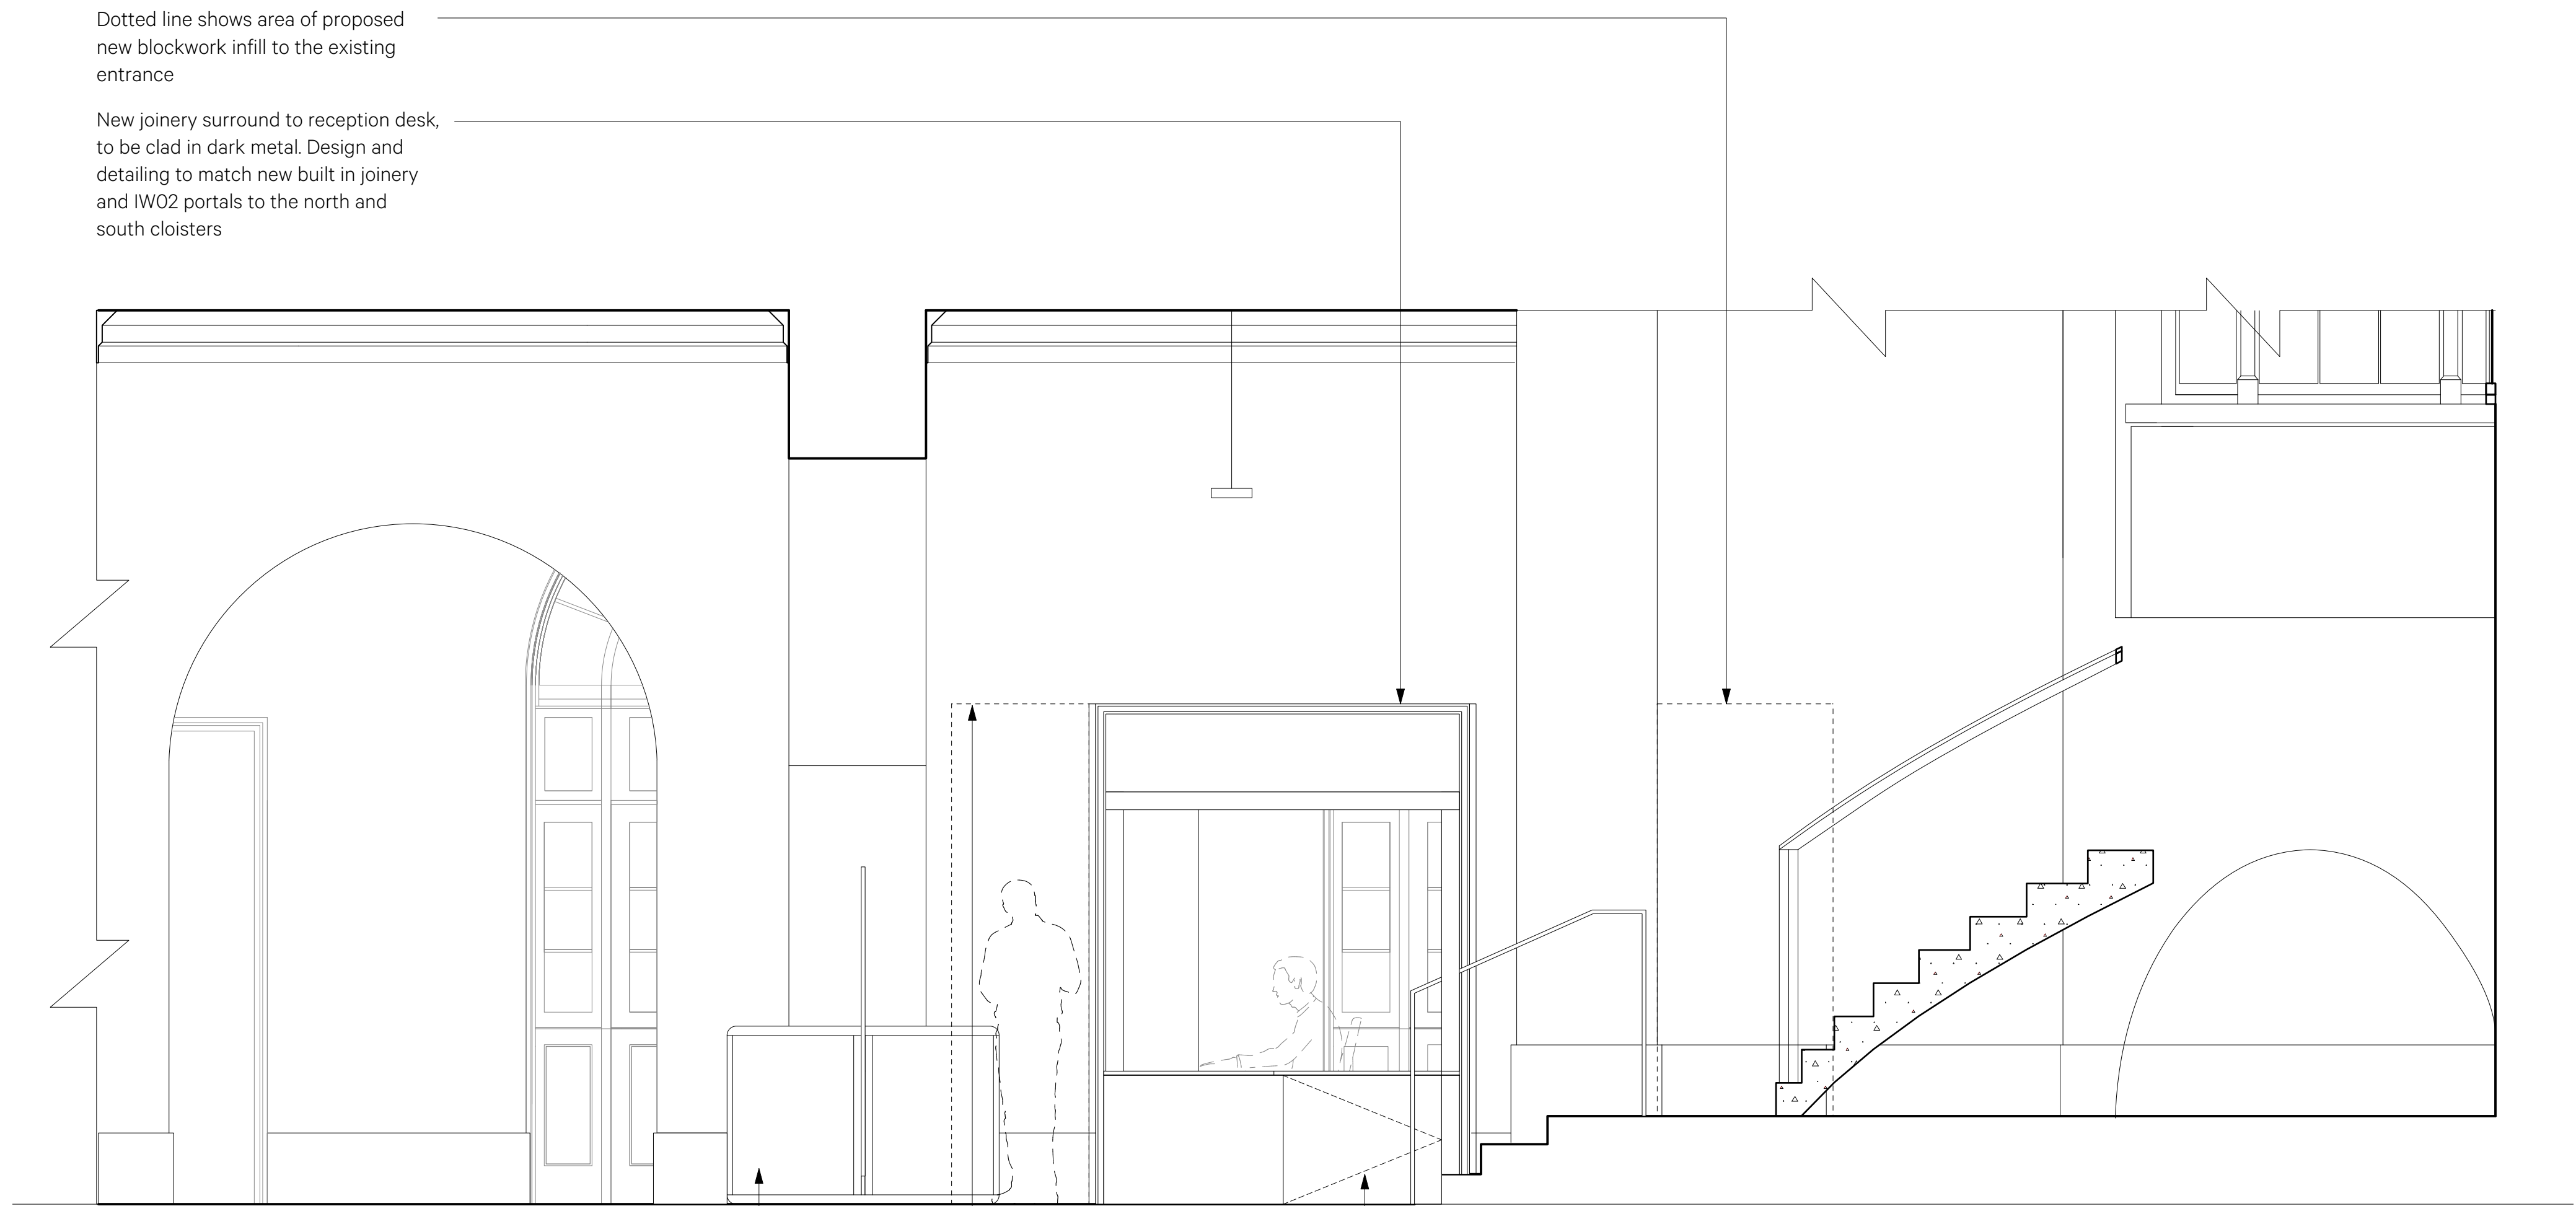 Dotted line shows area of proposed
new blockwork infill to the existing
entrance
New joinery surround to reception desk,
to be clad in dark metal. Design and
detailing to match new built in joinery
and IW02 portals to the north and
south cloisters